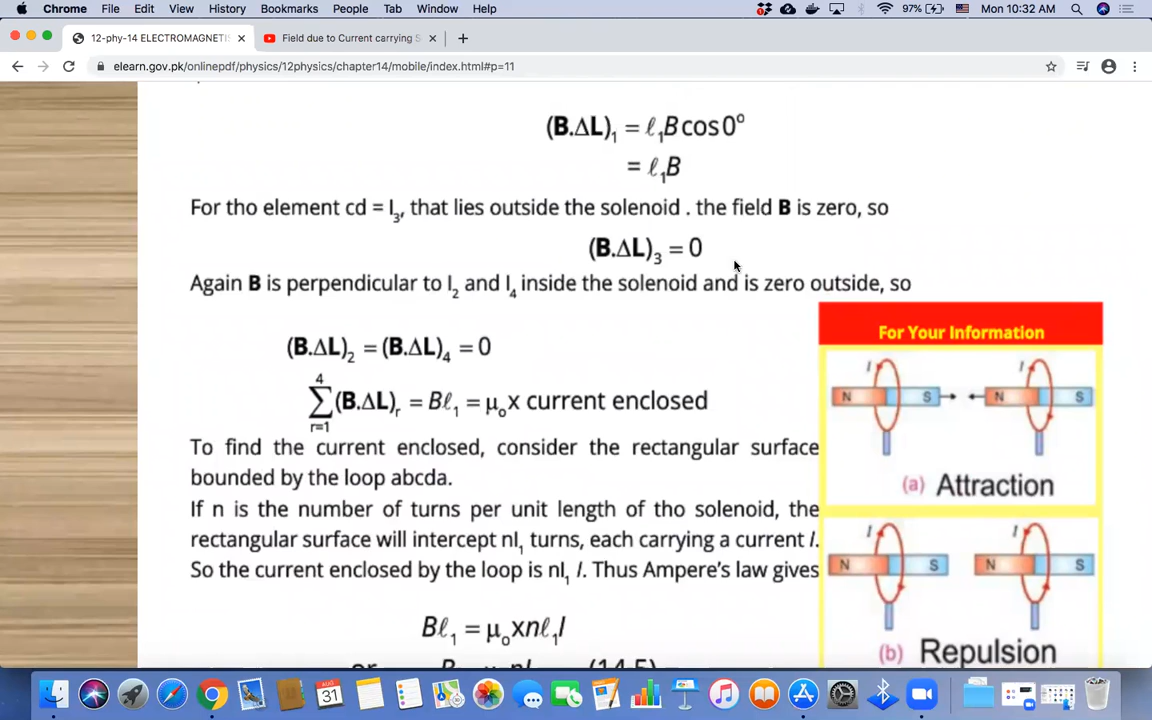 Chrome File Edit View History Bookmarks People Tab Window Help 97% Mon 10:32 AM
12-phy-14 ELECTROMAGNETI Field due to Current carrying S
elearn.gov.pk/onlinepdf/physics/12physics/chapter14/mobile/index.html#p=11
(B.ΔL)₁ = ℓ₁B cos 0°
= ℓ₁B
For tho element cd = l₃, that lies outside the solenoid . the field B is zero, so
(B.ΔL)₃ = 0
Again B is perpendicular to l₂ and l₄ inside the solenoid and is zero outside, so
(B.ΔL)₂ = (B.ΔL)₄ = 0
4
∑(B.ΔL)ᵣ = Bℓ₁ = μₒx current enclosed
r=1
To find the current enclosed, consider the rectangular surface
bounded by the loop abcda.
If n is the number of turns per unit length of tho solenoid, the
rectangular surface will intercept nl₁ turns, each carrying a current I.
So the current enclosed by the loop is nl₁ I. Thus Ampere's law gives
Bℓ₁ = μₒxnℓ₁I
or B μₒnI (14.5)
For Your Information
I I
N S N S
(a) Attraction
I I
N S N S
(b) Repulsion
31